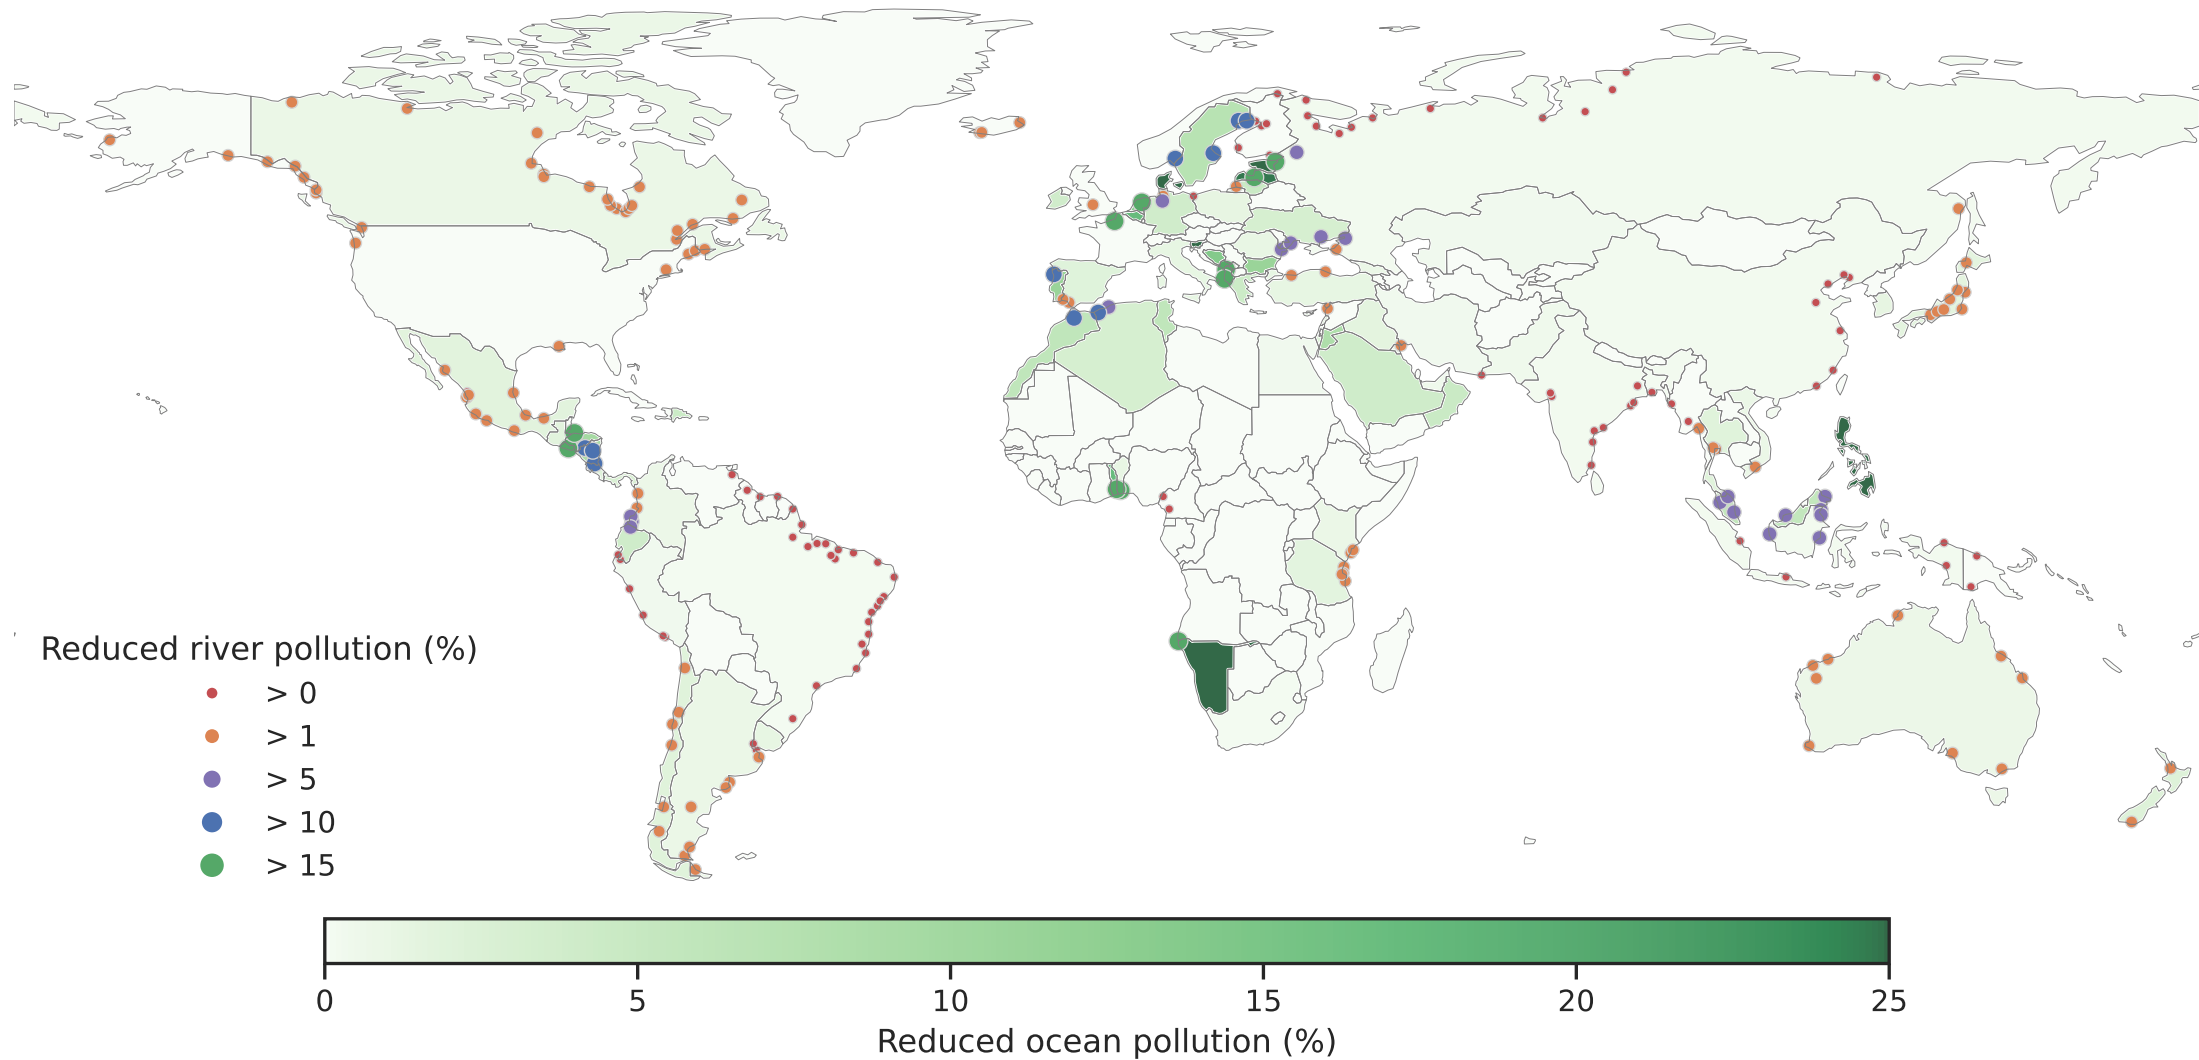 Reduced river pollution (%)
> 0
> 1
> 5
> 10
> 15
0 5 10 15 20 25
Reduced ocean pollution (%)